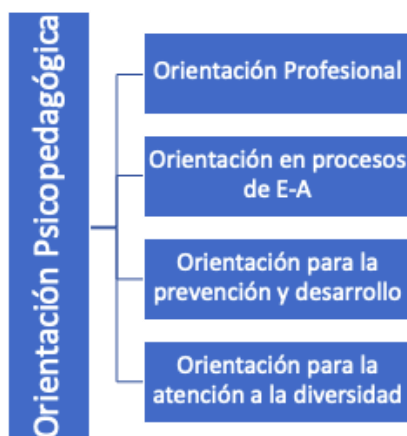 Orientación Psicopedagógica
Orientación Profesional
Orientación en procesos
de E-A
Orientación para la
prevención y desarrollo
Orientación para la
atención a la diversidad